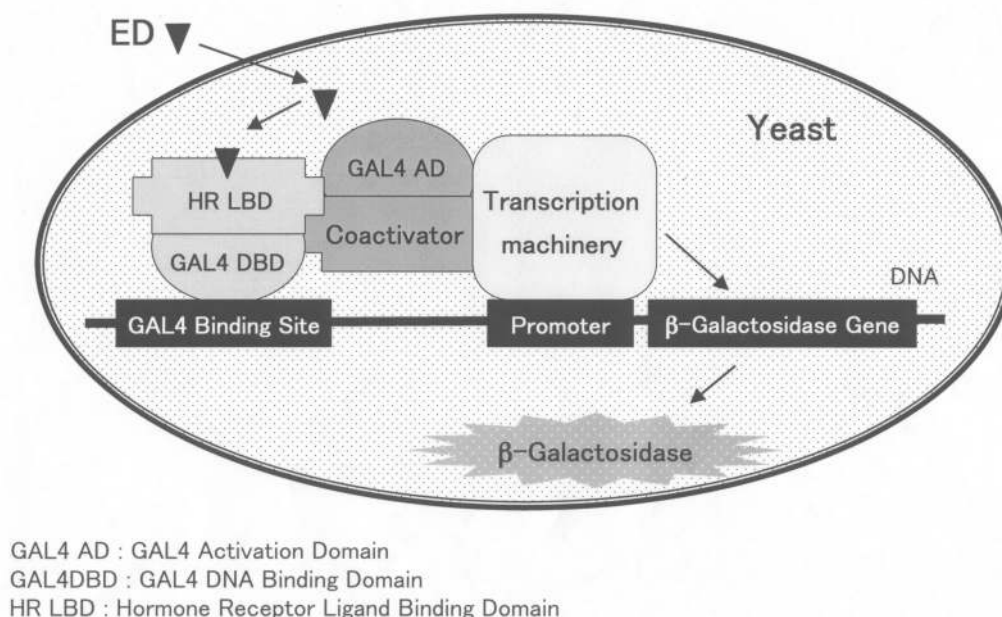 ED
Yeast
GAL4 AD
HR LBD
Transcription
machinery
Coactivator
GAL4 DBD
DNA
GAL4 Binding Site
Promoter
β-Galactosidase Gene
β-Galactosidase
GAL4 AD : GAL4 Activation Domain
GAL4DBD : GAL4 DNA Binding Domain
HR LBD : Hormone Receptor Ligand Binding Domain